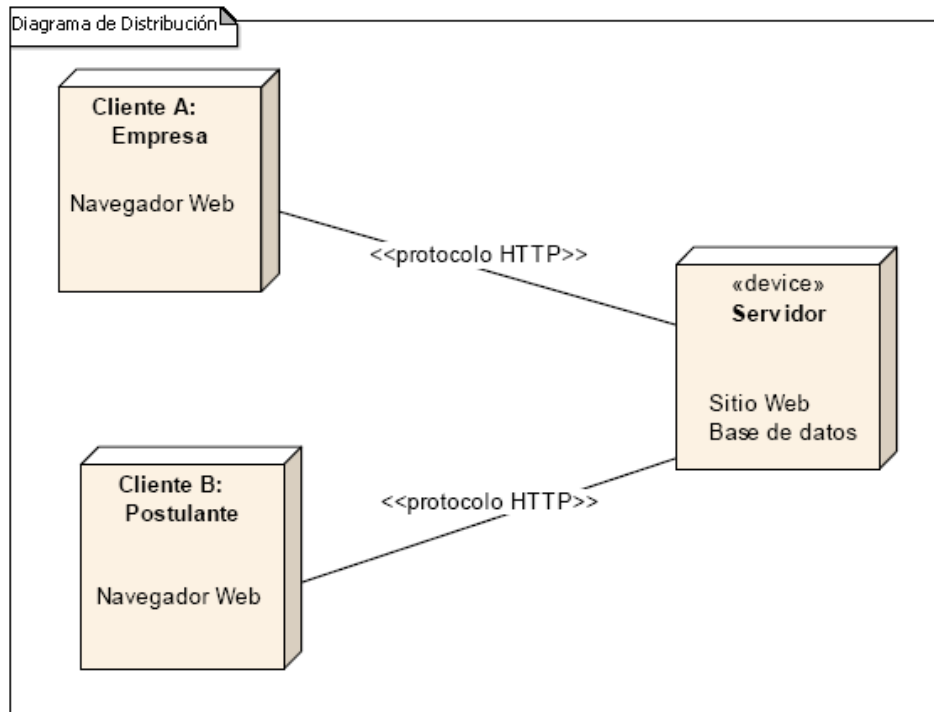 Diagrama de Distribución
Cliente A:
Empresa
Navegador Web
<<protocolo HTTP>>
«device»
Servidor
Sitio Web
Base de datos
Cliente B:
Postulante
Navegador Web
<<protocolo HTTP>>